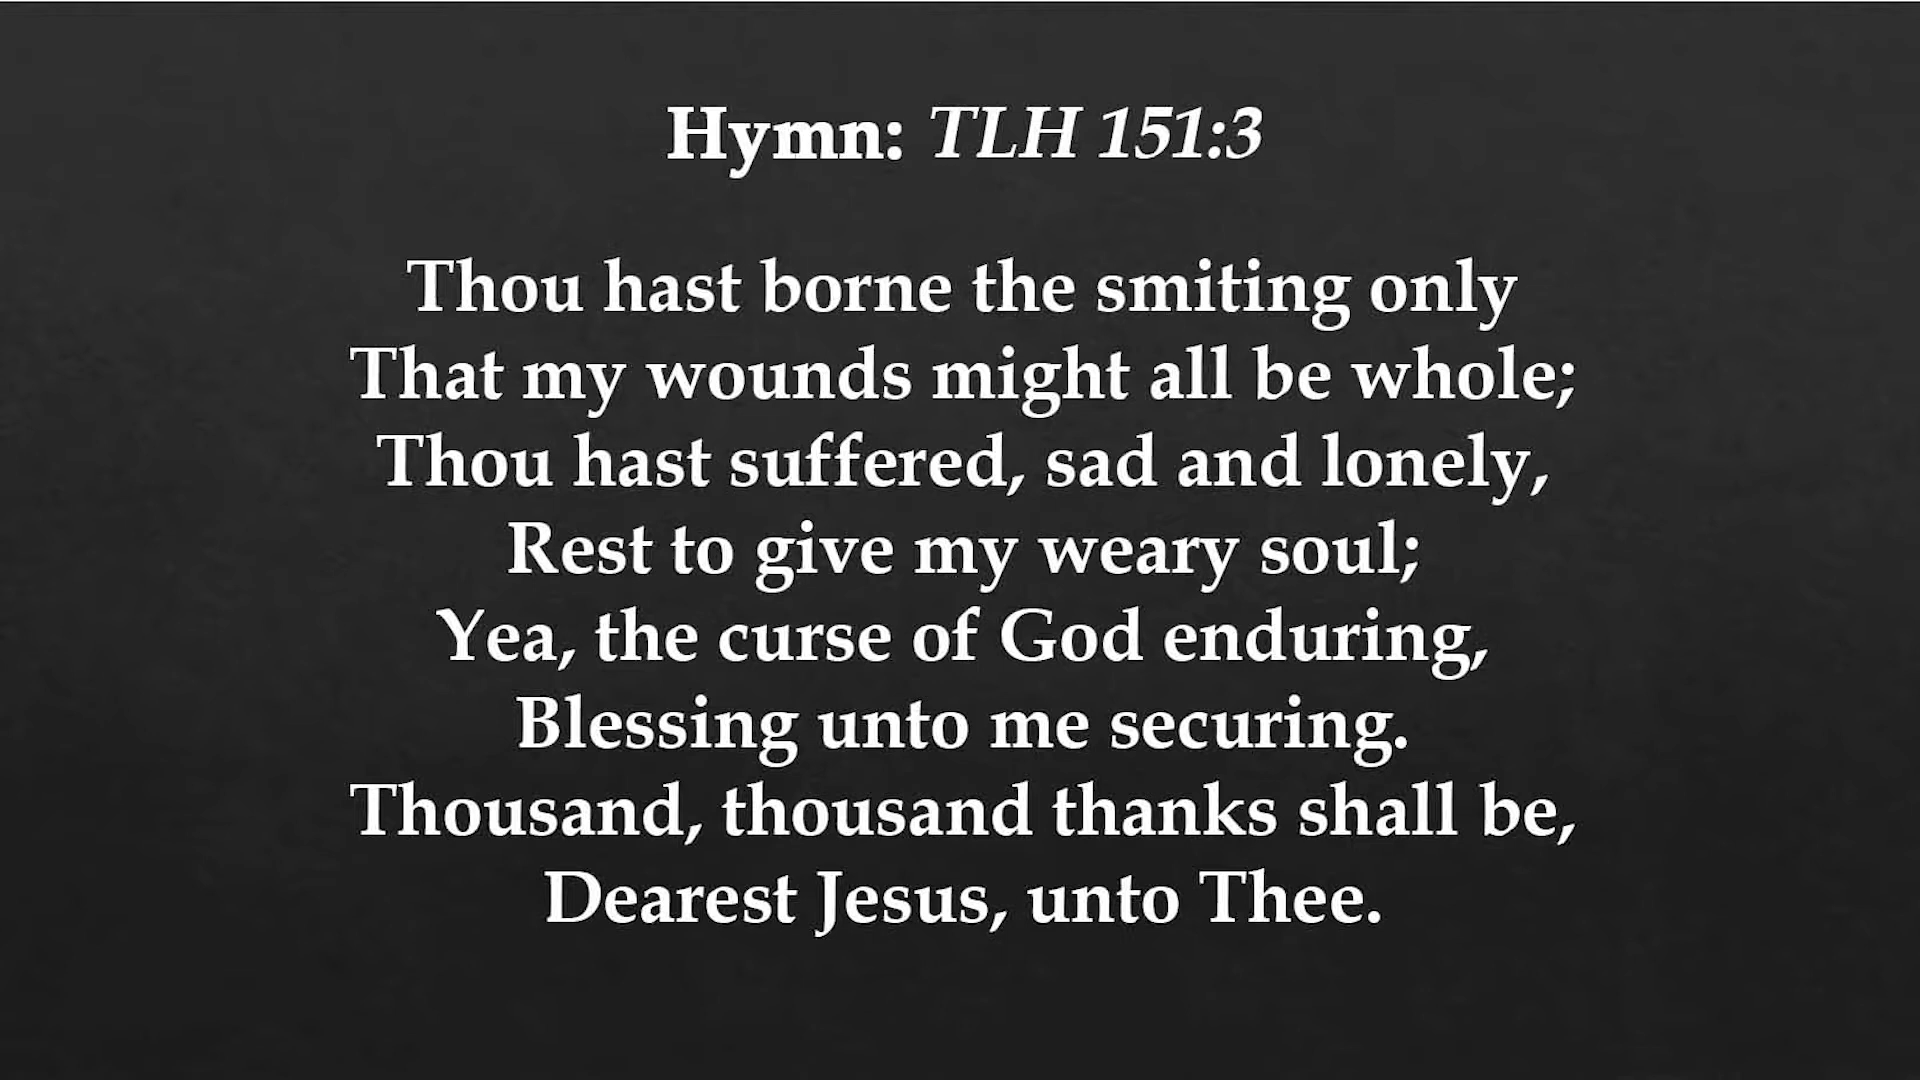 Hymn: TLH 151:3
Thou hast borne the smiting only
That my wounds might all be whole;
Thou hast suffered, sad and lonely,
Rest to give my weary soul;
Yea, the curse of God enduring,
Blessing unto me securing.
Thousand, thousand thanks shall be,
Dearest Jesus, unto Thee.